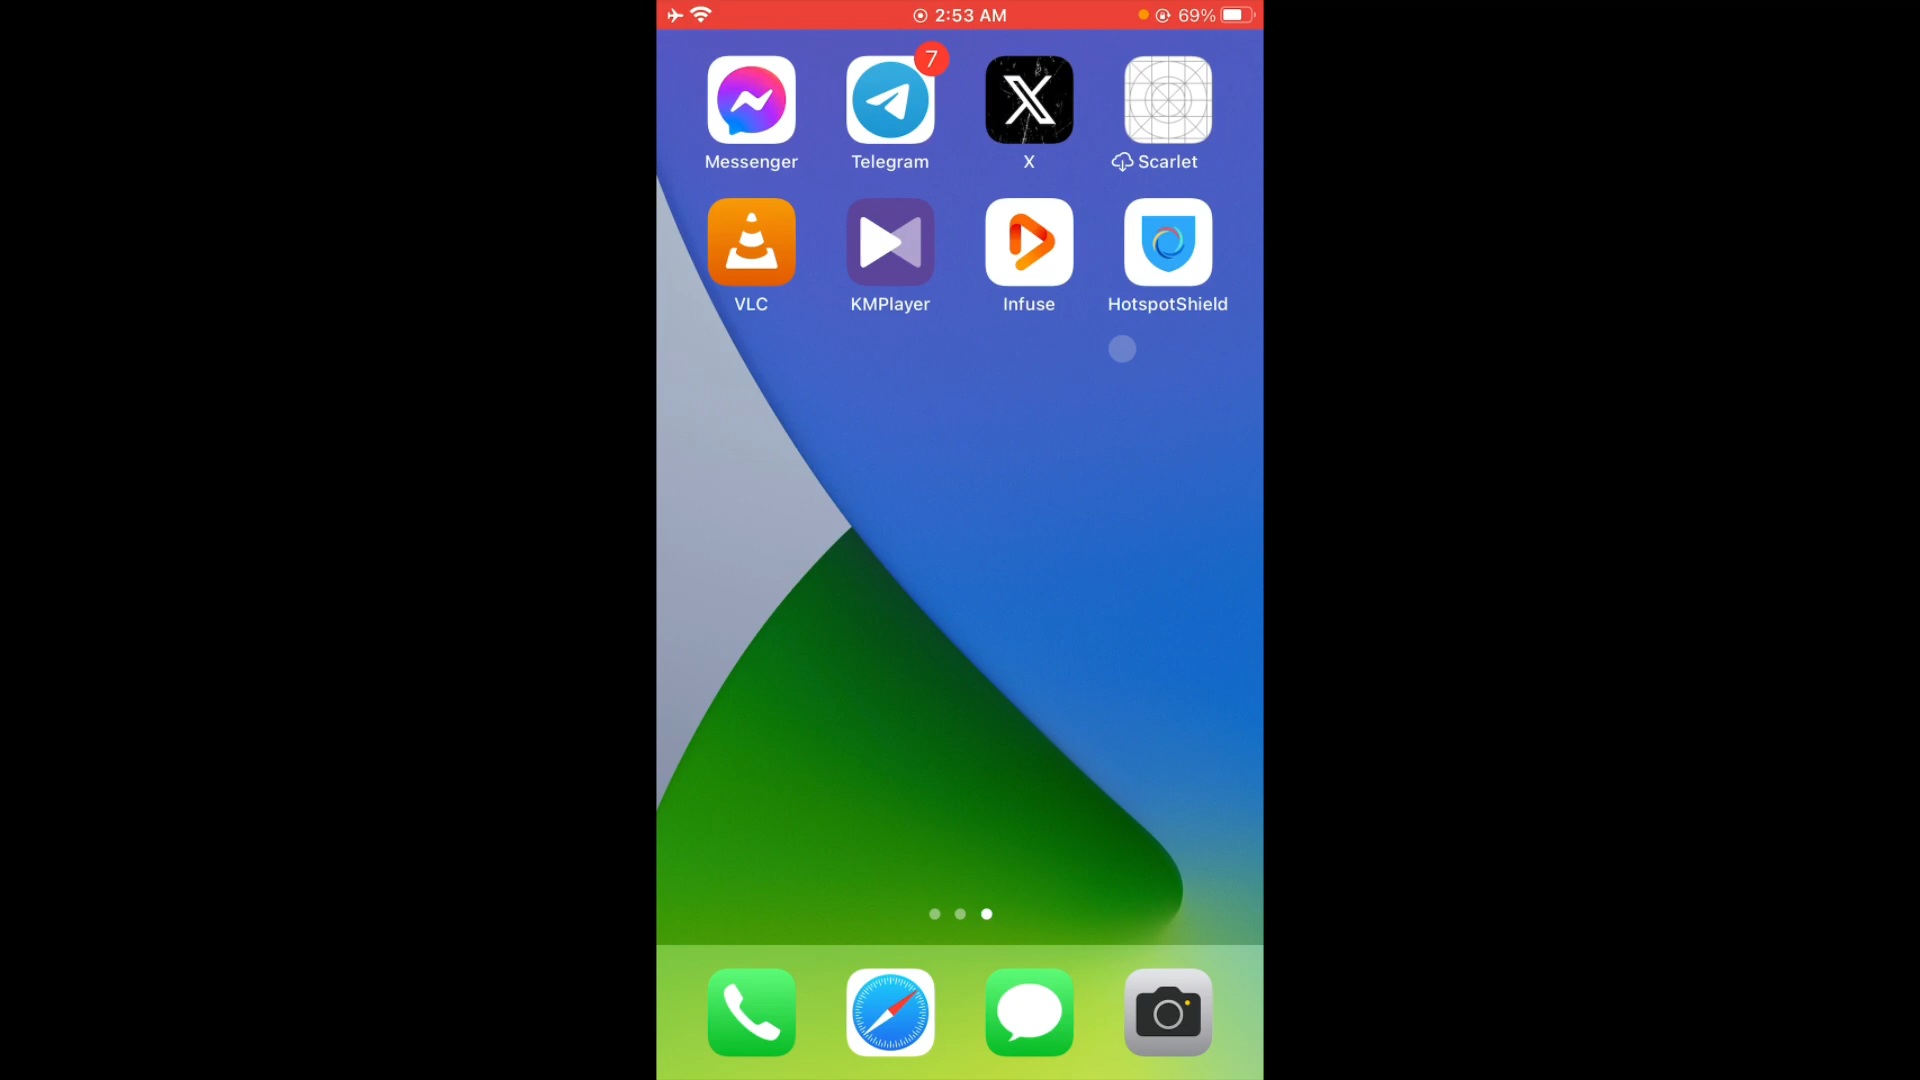 2:53 AM 69%
7
Messenger Telegram X Scarlet
VLC KMPlayer Infuse HotspotShield